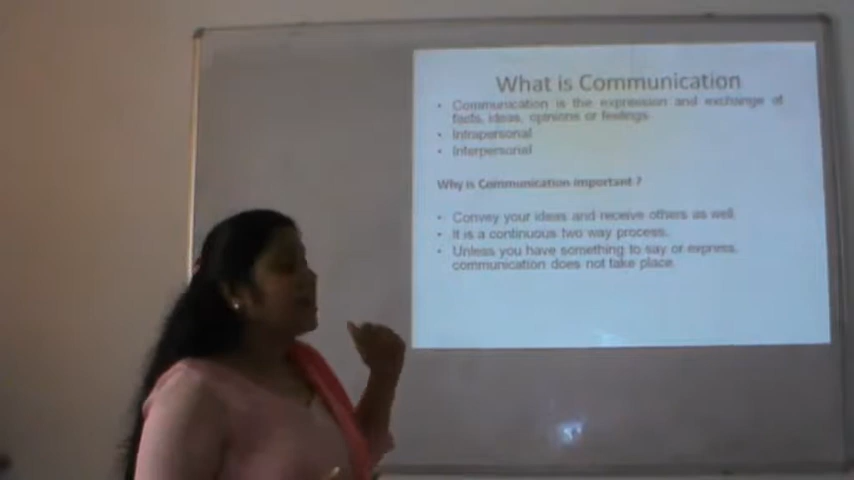 What is Communication
• Communication is the expression and exchange of
facts, ideas, opinions or feelings.
• Intrapersonal
• Interpersonal
Why is Communication important ?
• Convey your ideas and receive others as well.
• It is a continuous two way process.
• Unless you have something to say or express,
communication does not take place.